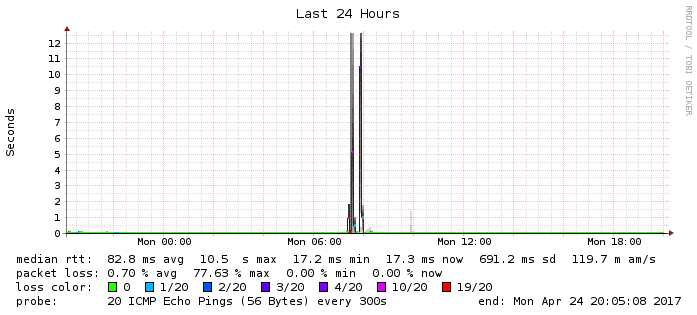 Last 24 Hours
RRDTOOL / TOBI OETIKER
Seconds
12
11
10
9
8
7
6
5
4
3
2
1
0
Mon 00:00 Mon 06:00 Mon 12:00 Mon 18:00
median rtt: 82.8 ms avg 10.5 s max 17.2 ms min 17.3 ms now 691.2 ms sd 119.7 m am/s
packet loss: 0.70 % avg 77.63 % max 0.00 % min 0.00 % now
loss color: 0 1/20 2/20 3/20 4/20 10/20 19/20
probe: 20 ICMP Echo Pings (56 Bytes) every 300s end: Mon Apr 24 20:05:08 2017